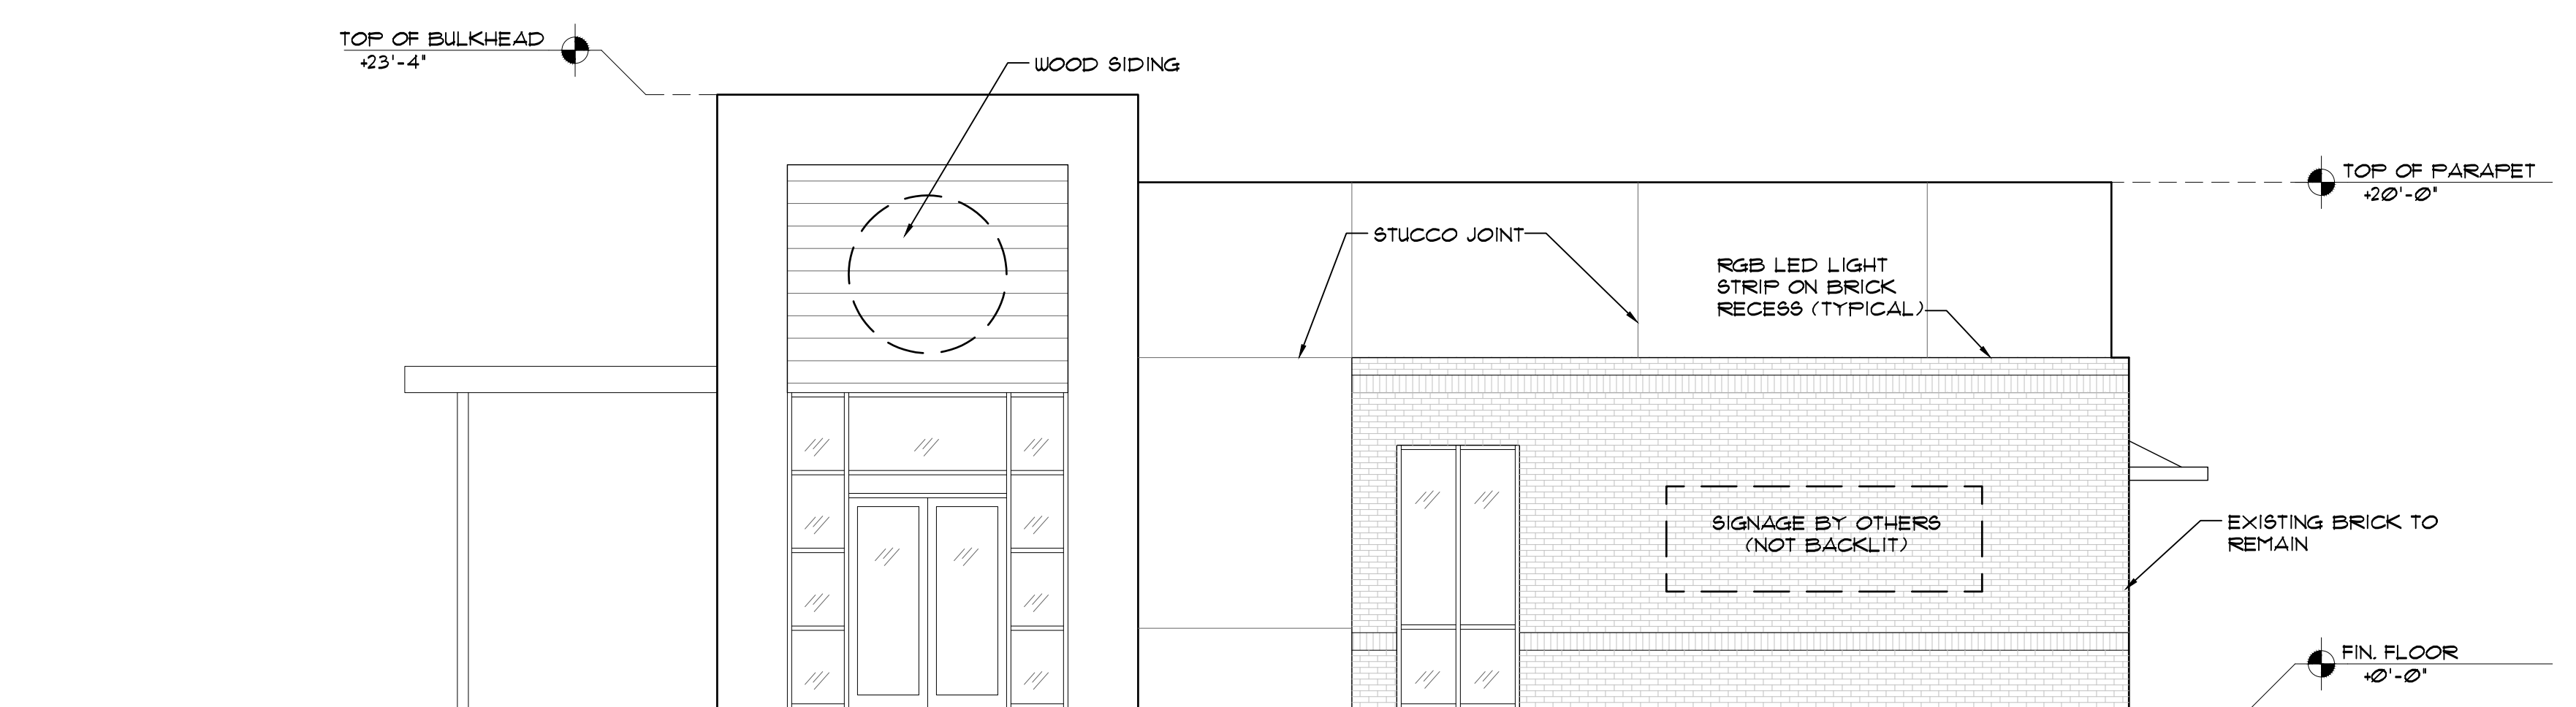 TOP OF BULKHEAD
+23'-4"
WOOD SIDING
TOP OF PARAPET
+20'-0"
STUCCO JOINT
RGB LED LIGHT
STRIP ON BRICK
RECESS (TYPICAL)
SIGNAGE BY OTHERS
(NOT BACKLIT)
EXISTING BRICK TO
REMAIN
FIN. FLOOR
+0'-0"